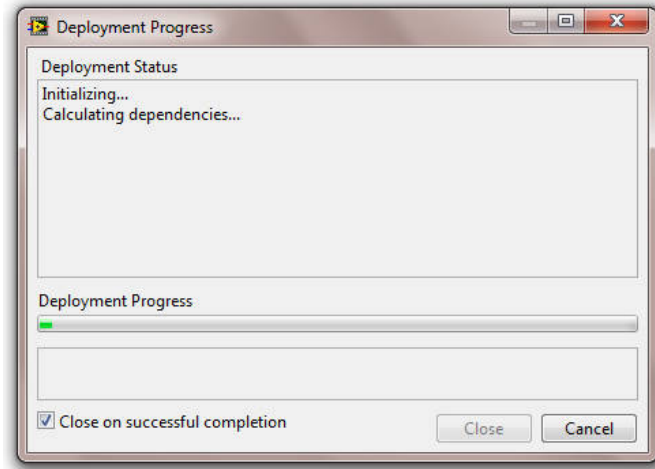 Deployment Progress
Deployment Status
Initializing...
Calculating dependencies...
Deployment Progress
Close on successful completion
Close
Cancel